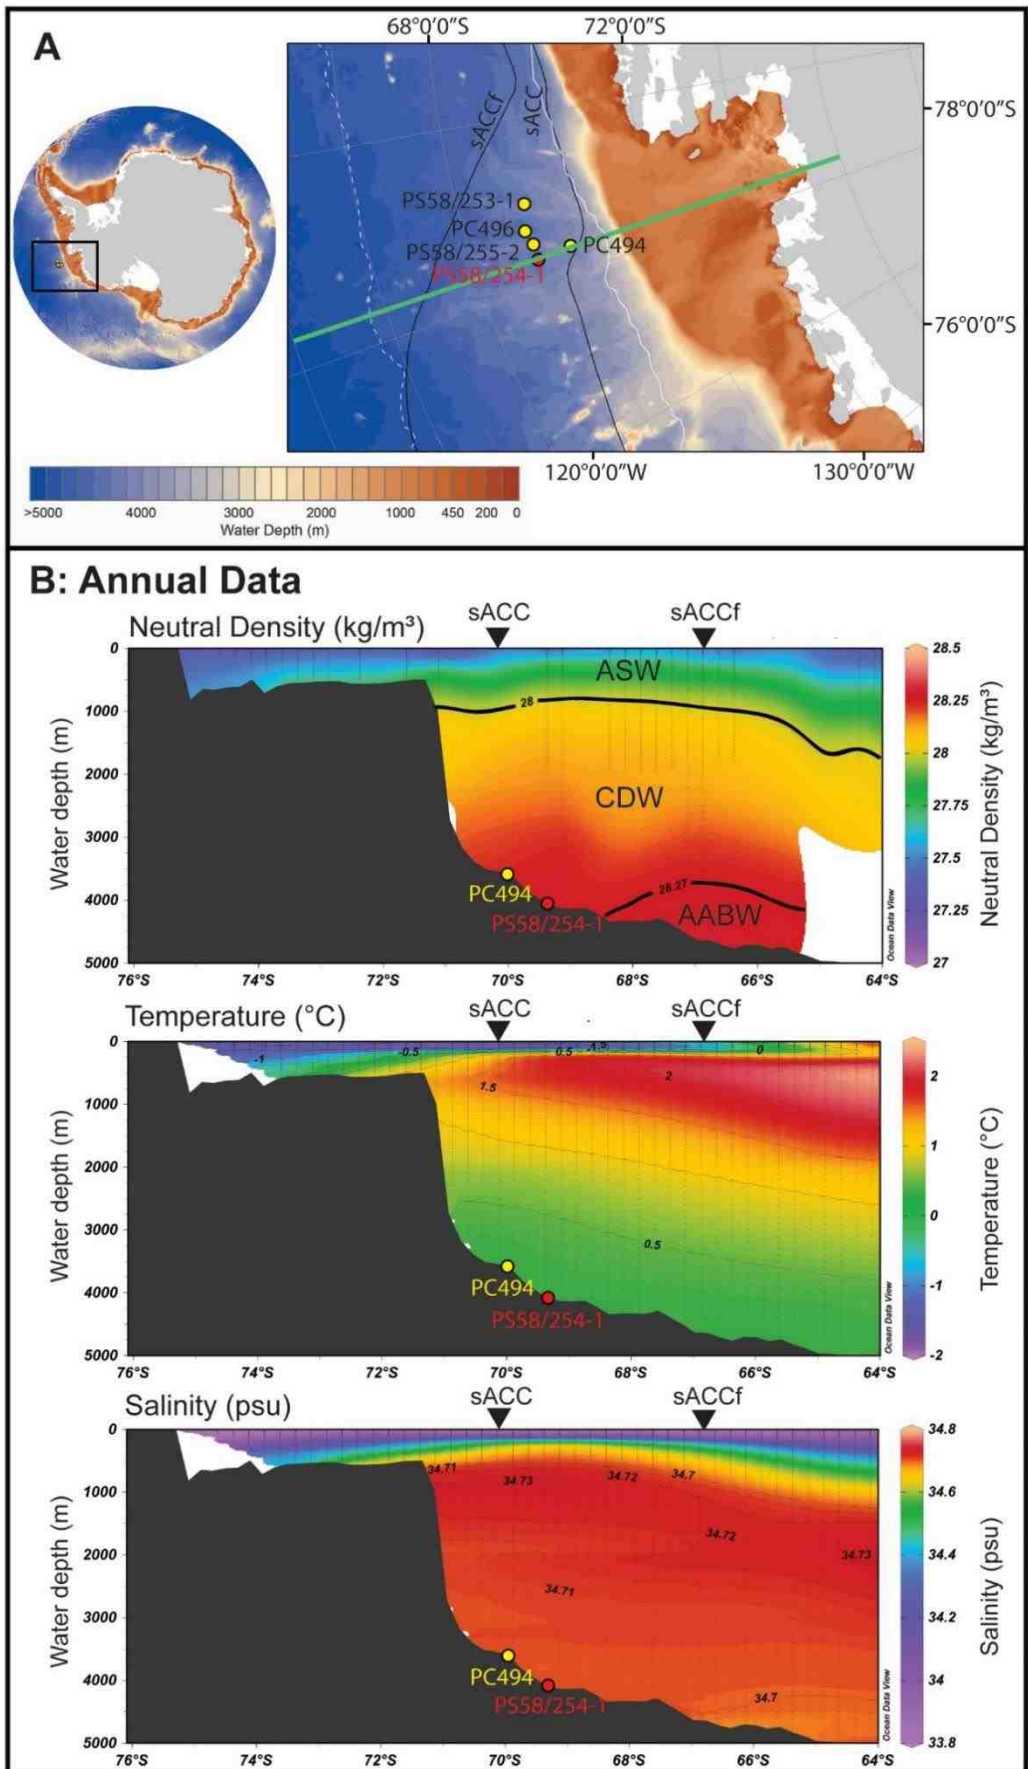 A
68°0'0"S 72°0'0"S
sACCf
sACC
78°0'0"S
PS58/253-1
PC496
PS58/255-2
PC494
PS58/254-1
76°0'0"S
120°0'0"W 130°0'0"W
>5000 4000 3000 2000 1000 450 200 0
Water Depth (m)
B: Annual Data
sACC sACCf
Neutral Density (kg/m³)
0
1000
2000
3000
4000
5000
Water depth (m)
ASW
28
CDW
PC494
PS58/254-1
28.27
AABW
Ocean Data View
76°S 74°S 72°S 70°S 68°S 66°S 64°S
28.5
28.25
28
27.75
27.5
27.25
27
Neutral Density (kg/m³)
sACC sACCf
Temperature (°C)
0
1000
2000
3000
4000
5000
Water depth (m)
-1 -0.5 0.5 -1.5 0
1.5 2
0.5
PC494
PS58/254-1
Ocean Data View
76°S 74°S 72°S 70°S 68°S 66°S 64°S
2
1
0
-1
-2
Temperature (°C)
sACC sACCf
Salinity (psu)
0
1000
2000
3000
4000
5000
Water depth (m)
34.71 34.73 34.72 34.7
34.72
34.73
34.71
PC494
PS58/254-1
34.7
Ocean Data View
76°S 74°S 72°S 70°S 68°S 66°S 64°S
34.8
34.6
34.4
34.2
34
33.8
Salinity (psu)